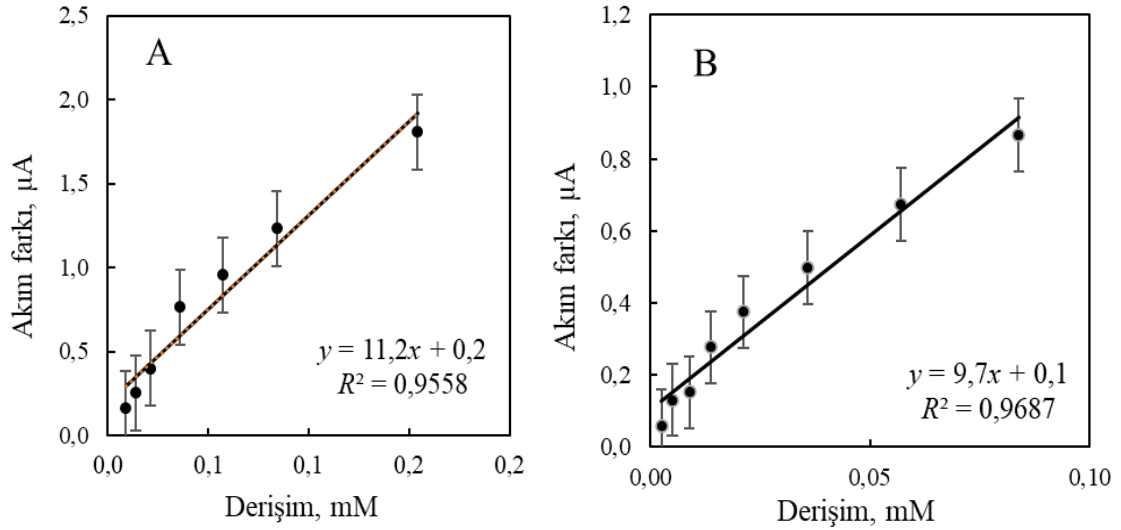 A
2,5
2,0
1,5
1,0
0,5
0,0
Akım farkı, µA
y = 11,2x + 0,2
R² = 0,9558
0,0 0,1 0,1 0,2 0,2
Derişim, mM
B
1,2
1,0
0,8
0,6
0,4
0,2
0,0
Akım farkı, µA
y = 9,7x + 0,1
R² = 0,9687
0,00 0,05 0,10
Derişim, mM